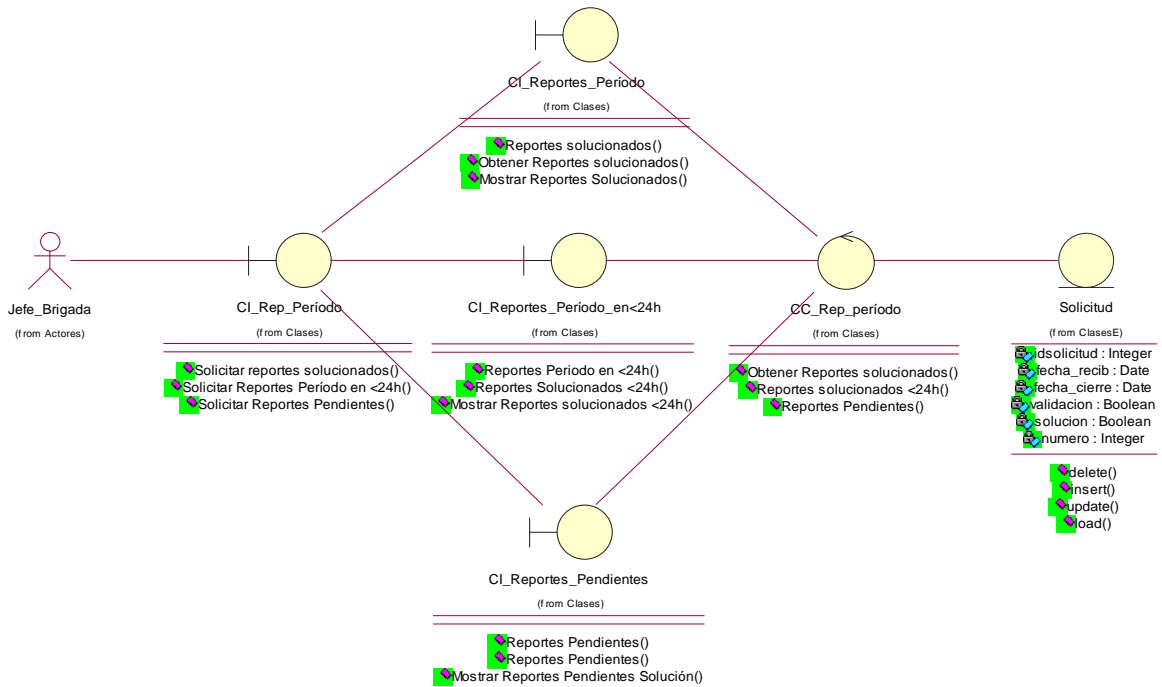 CI_Reportes_Período
(from Clases)
Reportes solucionados()
Obtener Reportes solucionados()
Mostrar Reportes Solucionados()
Jefe_Brigada
(from Actores)
CI_Rep_Período
(from Clases)
Solicitar reportes solucionados()
Solicitar Reportes Período en <24h()
Solicitar Reportes Pendientes()
CI_Reportes_Período_en<24h
(from Clases)
Reportes Periodo en <24h()
Reportes Solucionados <24h()
Mostrar Reportes solucionados <24h()
CC_Rep_período
(from Clases)
Obtener Reportes solucionados()
Reportes solucionados <24h()
Reportes Pendientes()
Solicitud
(from ClasesE)
idsolicitud : Integer
fecha_recib : Date
fecha_cierre : Date
validacion : Boolean
solucion : Boolean
numero : Integer
delete()
insert()
update()
load()
CI_Reportes_Pendientes
(from Clases)
Reportes Pendientes()
Reportes Pendientes()
Mostrar Reportes Pendientes Solución()